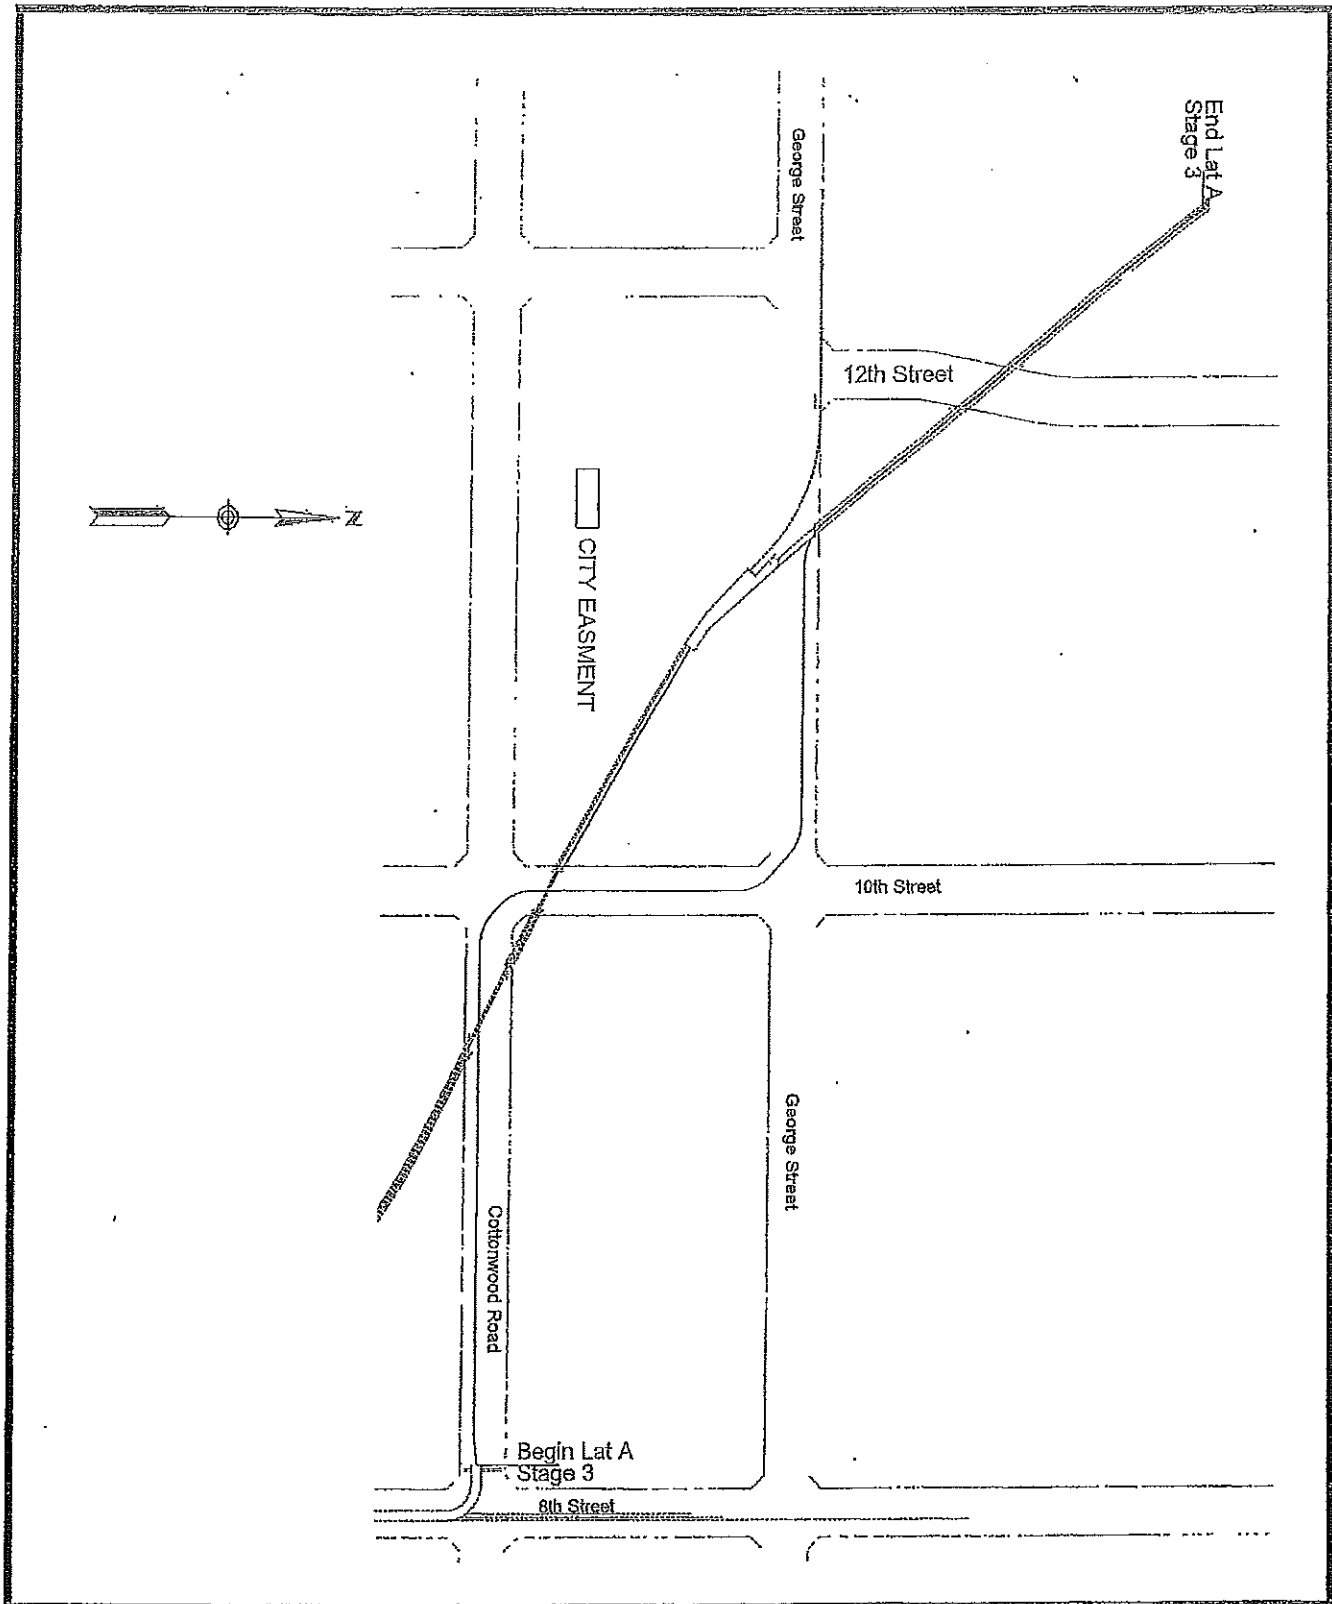 End Lat A
Stage 3
George Street
12th Street
N
CITY EASMENT
10th Street
George Street
Cottonwood Road
Begin Lat A
Stage 3
8th Street